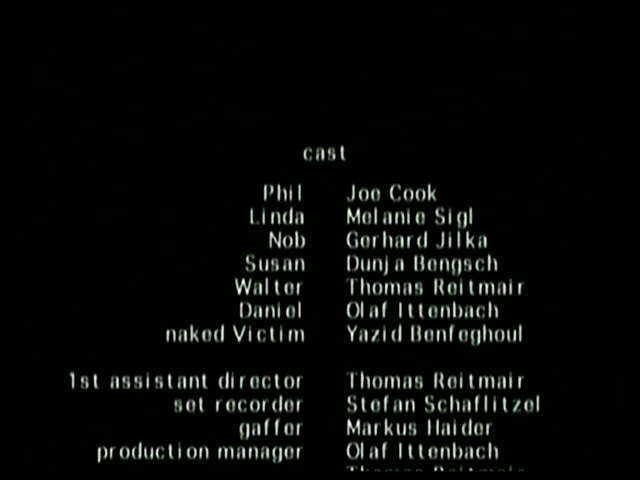 cast
Phil Joe Cook
Linda Melanie Sigl
Nob Gerhard Jilka
Susan Dunja Bengsch
Walter Thomas Reitmair
Daniel Olaf Ittenbach
naked Victim Yazid Benfeghoul
1st assistant director Thomas Reitmair
set recorder Stefan Schaflitzel
gaffer Markus Haider
production manager Olaf Ittenbach
Thomas Reitmair